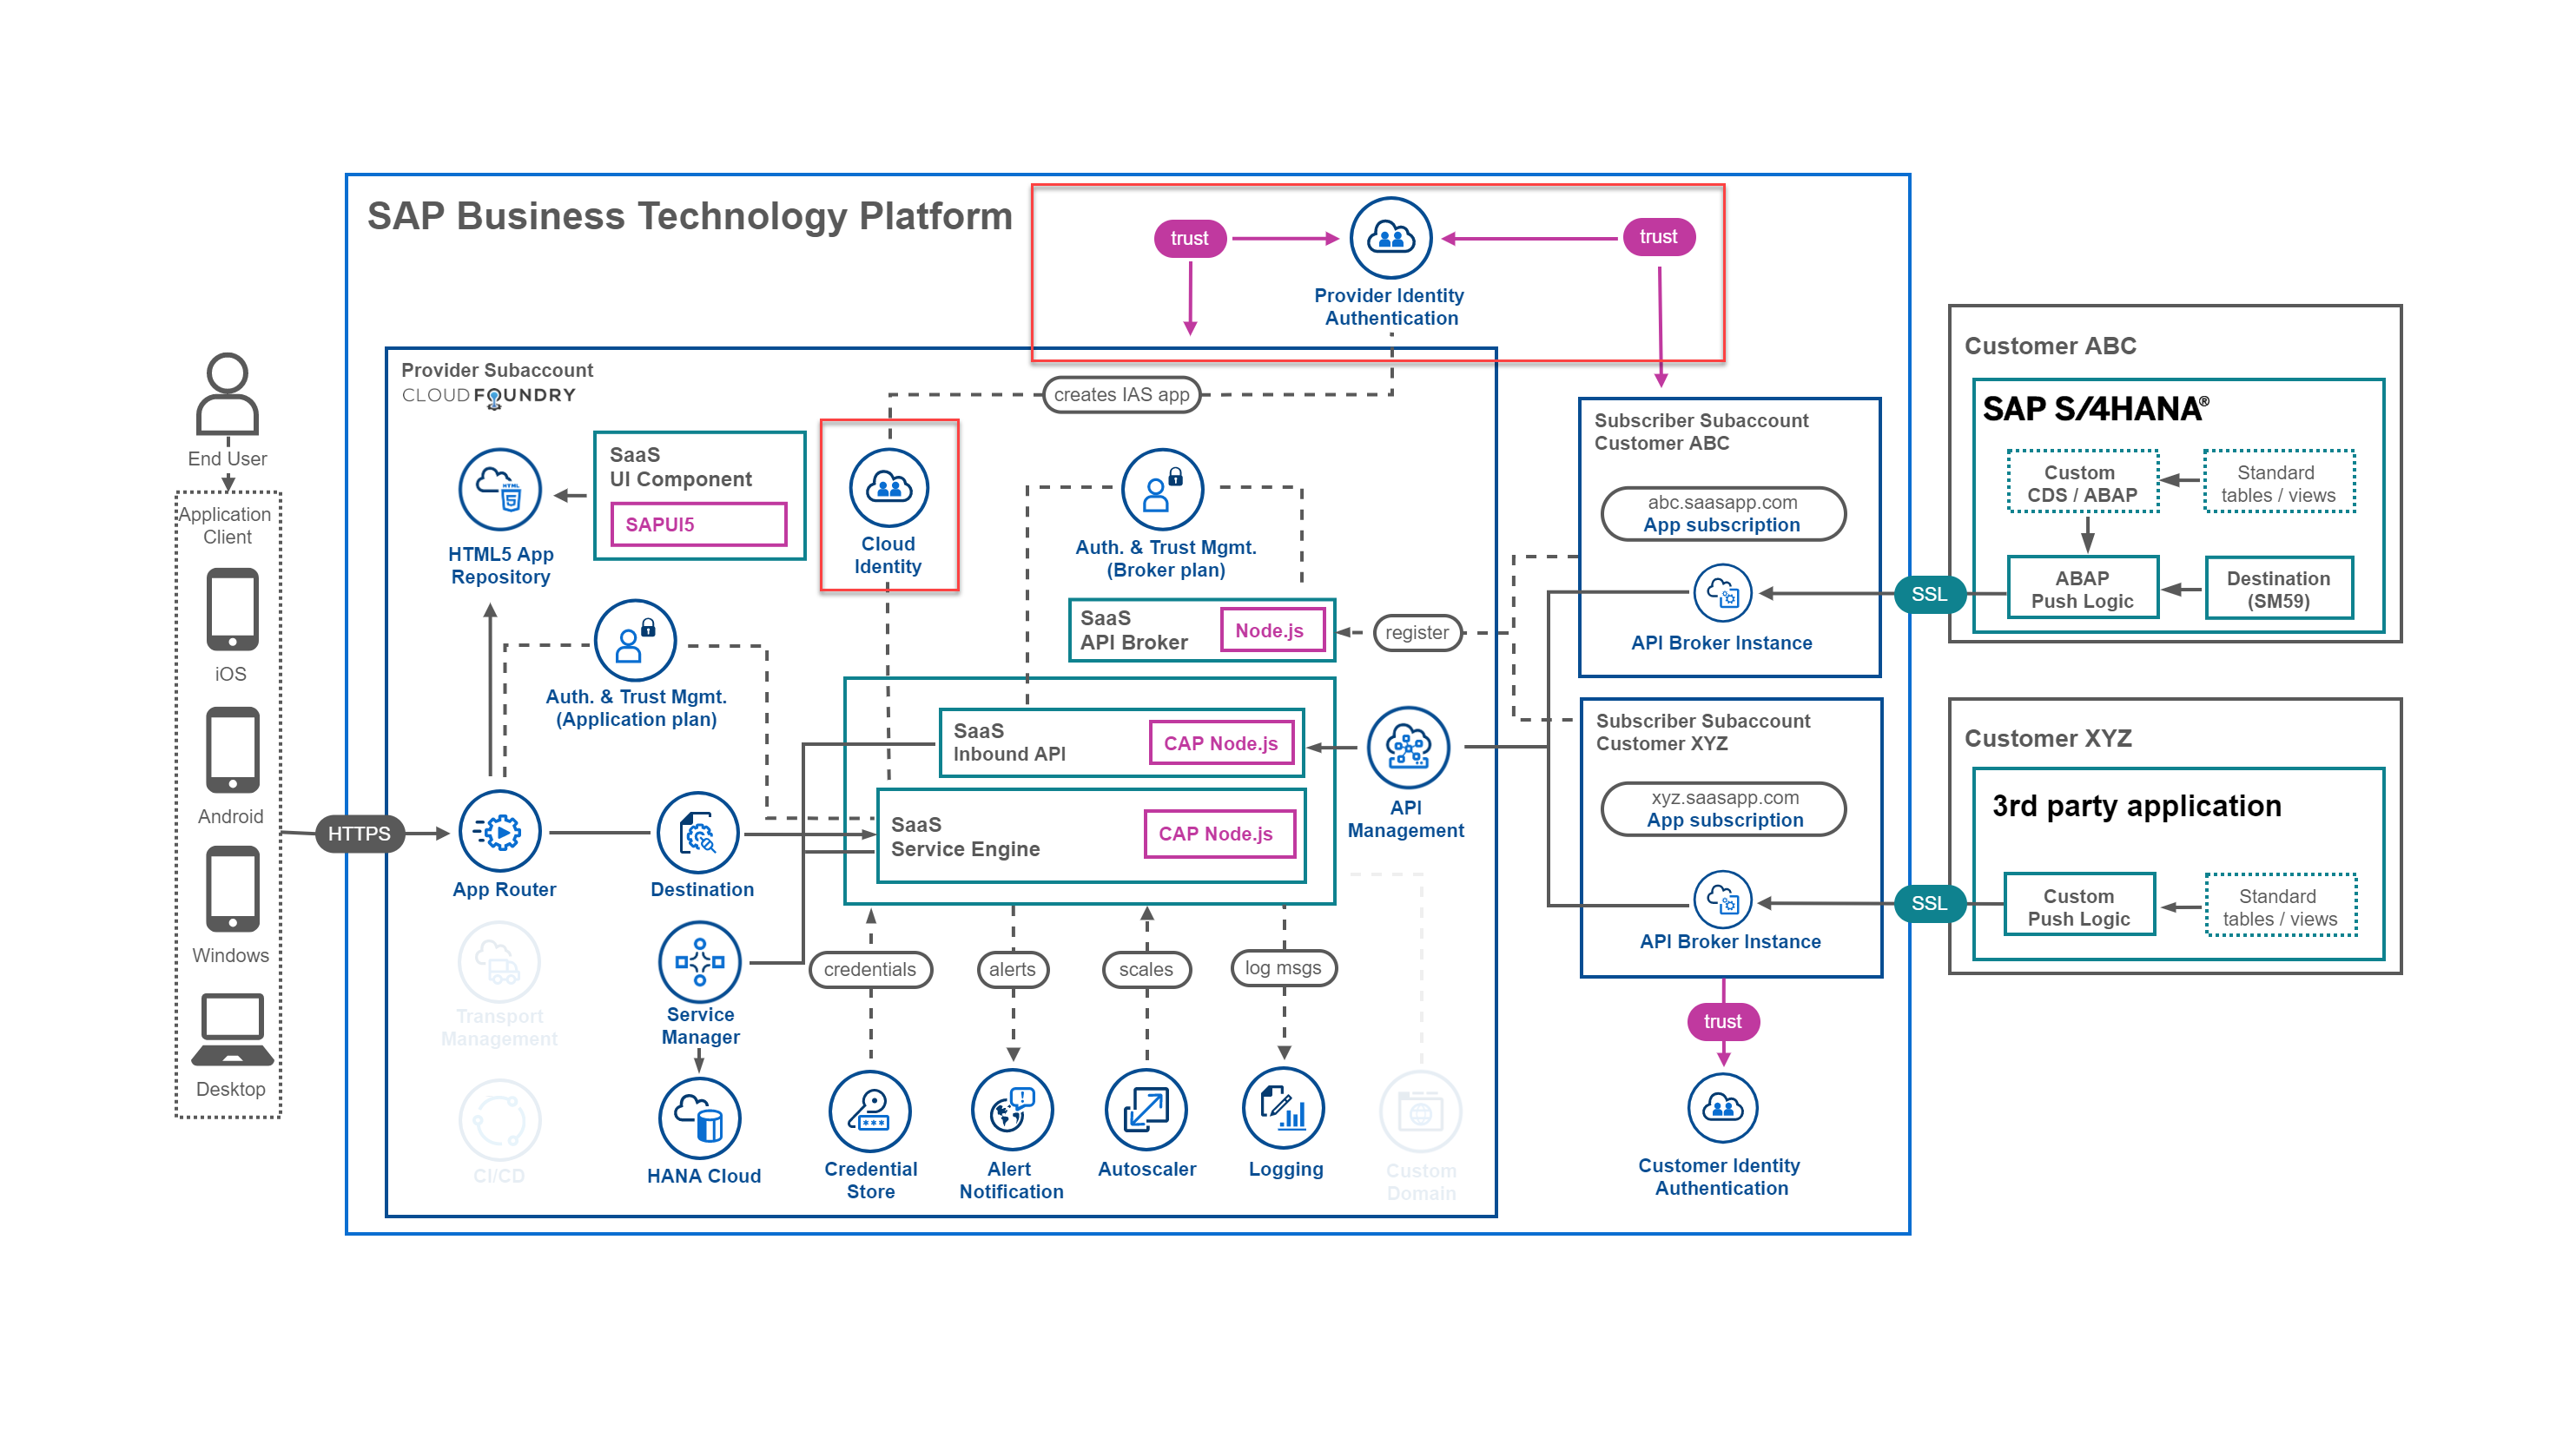 SAP Business Technology Platform
trust
trust
Provider Identity
Authentication
Provider Subaccount
CLOUD FOUNDRY
creates IAS app
End User
Application
Client
iOS
Android
Windows
Desktop
HTTPS
SaaS
UI Component
SAPUI5
HTML5 App
Repository
Cloud
Identity
Auth. & Trust Mgmt.
(Broker plan)
Auth. & Trust Mgmt.
(Application plan)
SaaS
API Broker
Node.js
register
SaaS
Inbound API
CAP Node.js
SaaS
Service Engine
CAP Node.js
API
Management
App Router
Destination
Transport
Management
Service
Manager
CI/CD
HANA Cloud
credentials
alerts
scales
log msgs
Credential
Store
Alert
Notification
Autoscaler
Logging
Custom
Domain
Subscriber Subaccount
Customer ABC
abc.saasapp.com
App subscription
API Broker Instance
Subscriber Subaccount
Customer XYZ
xyz.saasapp.com
App subscription
API Broker Instance
trust
Customer Identity
Authentication
SSL
SSL
Customer ABC
SAP S/4HANA®
Custom
CDS / ABAP
Standard
tables / views
ABAP
Push Logic
Destination
(SM59)
Customer XYZ
3rd party application
Custom
Push Logic
Standard
tables / views